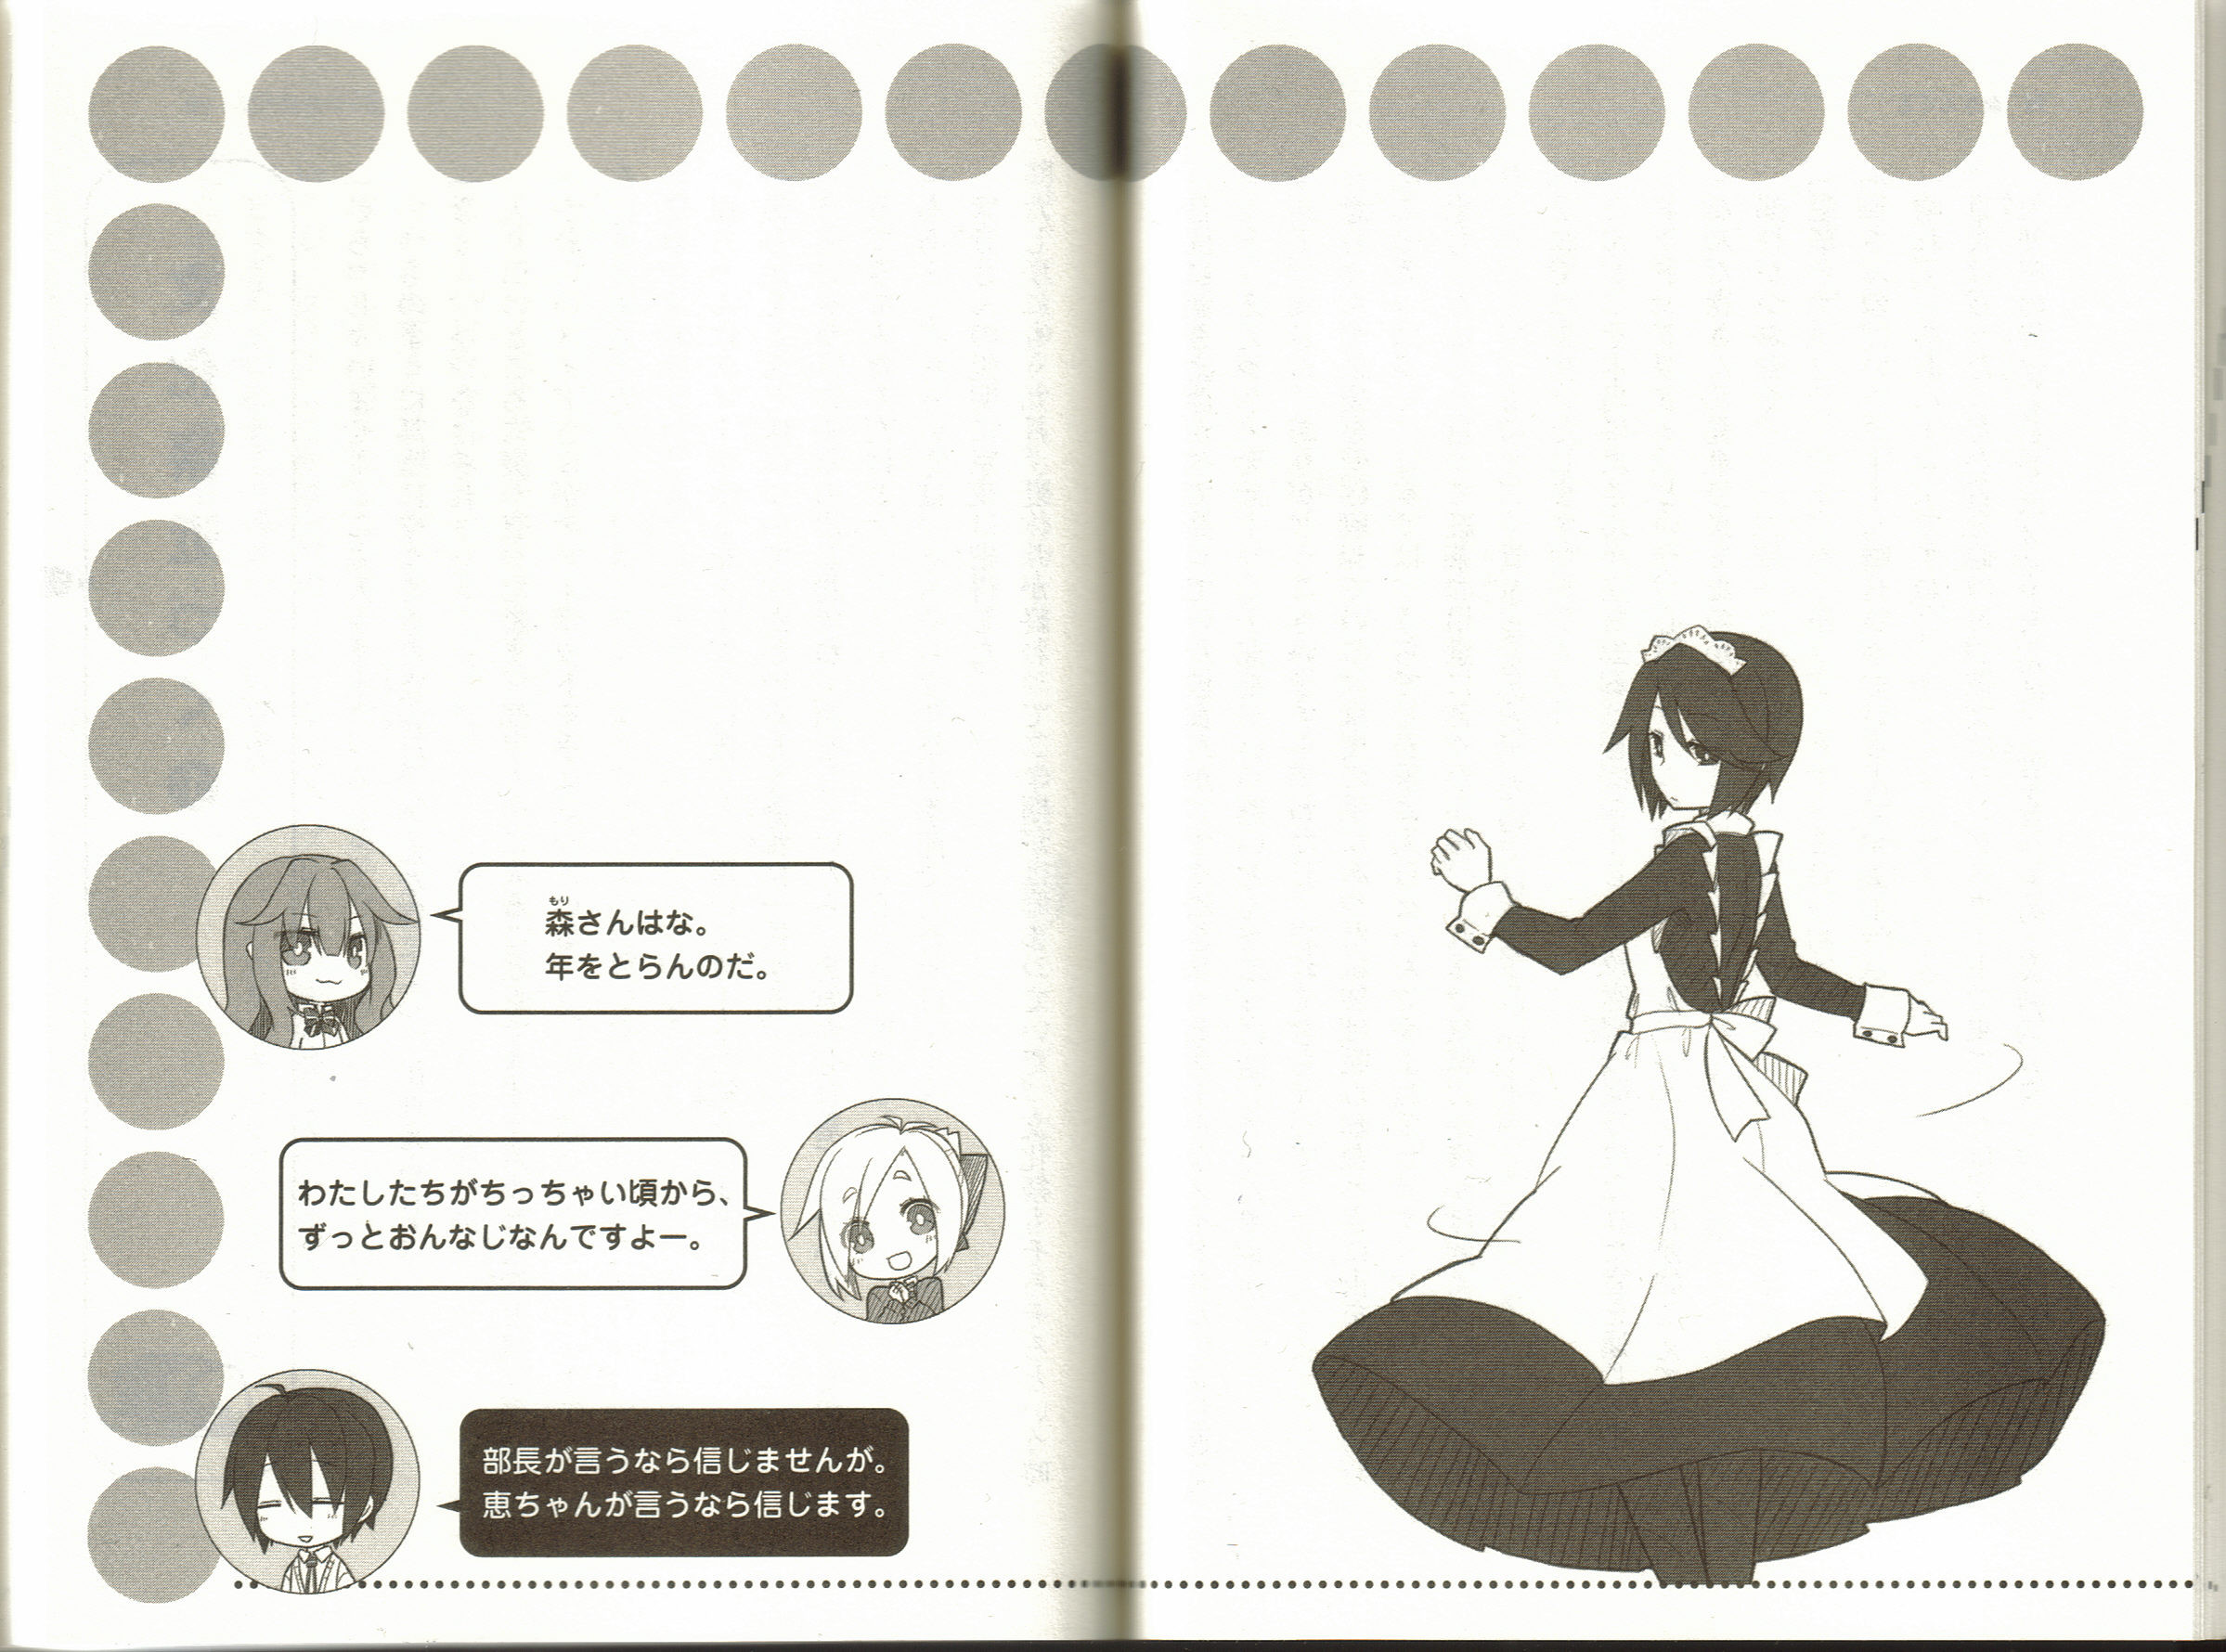 森さんはな。
年をとらんのだ。
わたしたちがちっちゃい頃から、
ずっとおんなじなんですよー。
部長が言うなら信じませんが。
恵ちゃんが言うなら信じます。